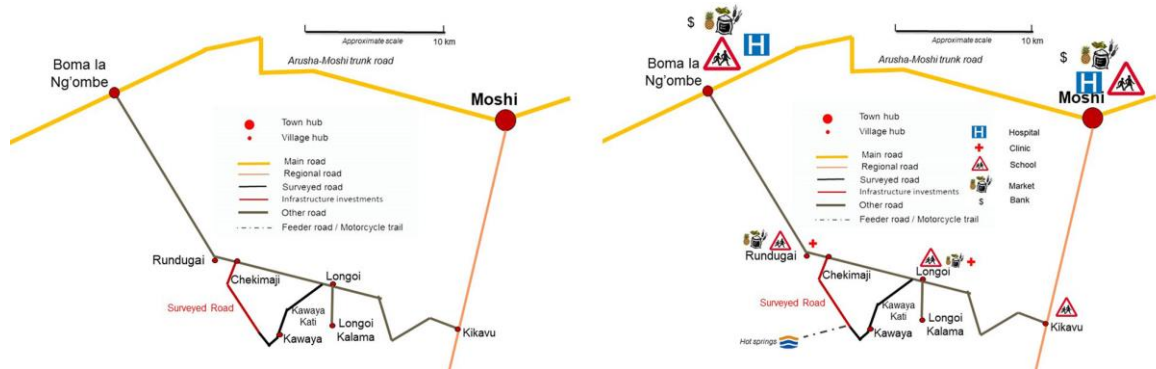 Approximate scale
10 km
Arusha-Moshi trunk road
Boma la
Ng'ombe
Moshi
Town hub
Village hub
Main road
Regional road
Surveyed road
Infrastructure investments
Other road
Feeder road / Motorcycle trail
Rundugai
Chekimaji
Longoi
Surveyed Road
Kawaya
Kati
Longoi
Kalama
Kawaya
Kikavu
$
H
Approximate scale
10 km
Boma la
Ng'ombe
Arusha-Moshi trunk road
$
H
Moshi
Town hub
Village hub
Main road
Regional road
Surveyed road
Infrastructure investments
Other road
Feeder road / Motorcycle trail
H Hospital
Clinic
School
Market
$ Bank
Rundugai
Chekimaji
Longoi
Surveyed Road
Kawaya
Kati
Longoi
Kalama
Kawaya
Hot springs
Kikavu